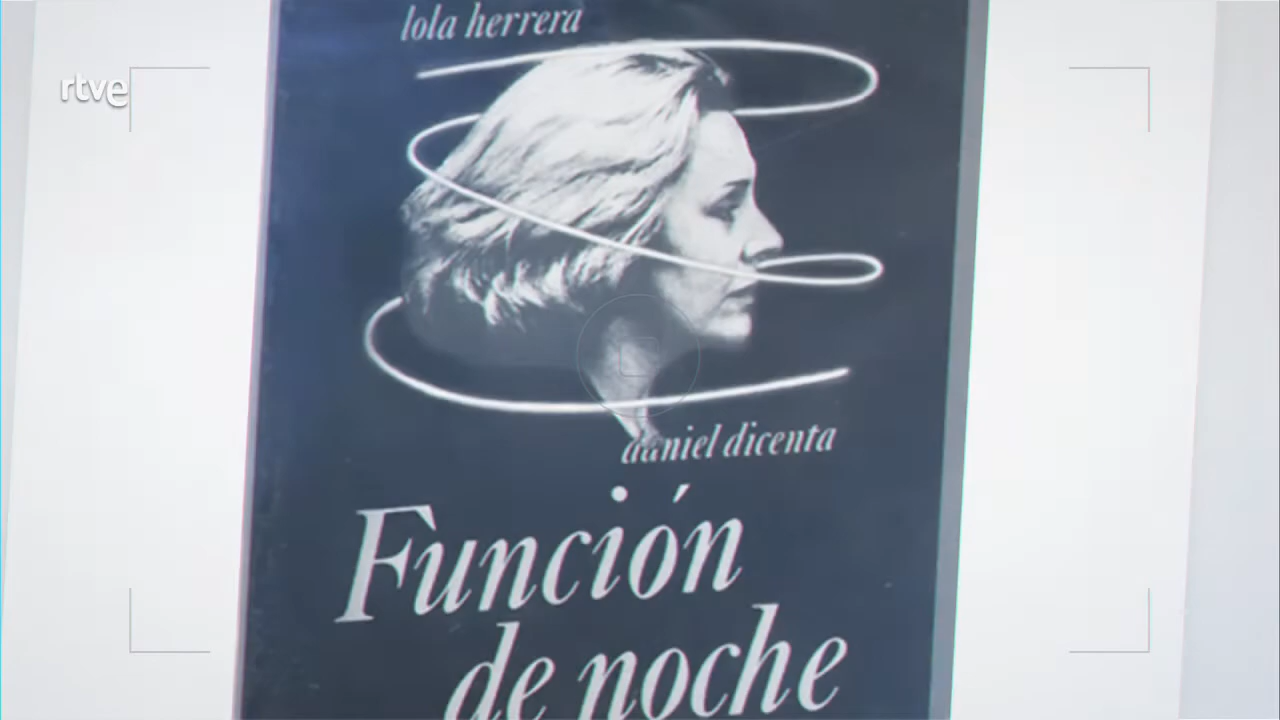 lola herrera
rtve
daniel dicenta
Función
de noche